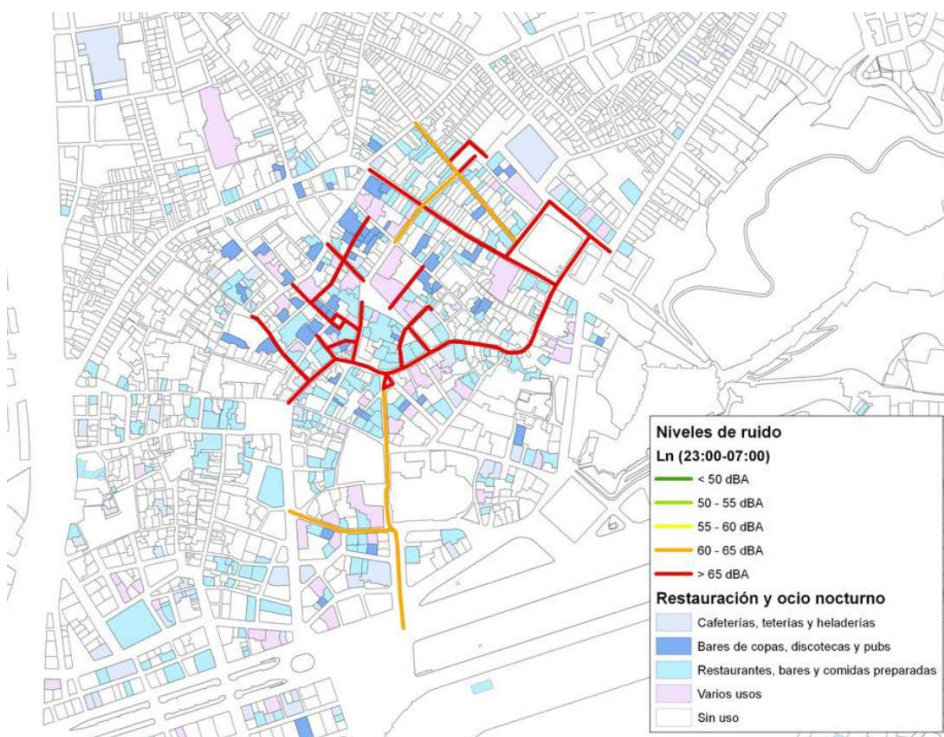 Niveles de ruido
Ln (23:00-07:00)
< 50 dBA
50 - 55 dBA
55 - 60 dBA
60 - 65 dBA
> 65 dBA
Restauración y ocio nocturno
Cafeterías, teterías y heladerías
Bares de copas, discotecas y pubs
Restaurantes, bares y comidas preparadas
Varios usos
Sin uso